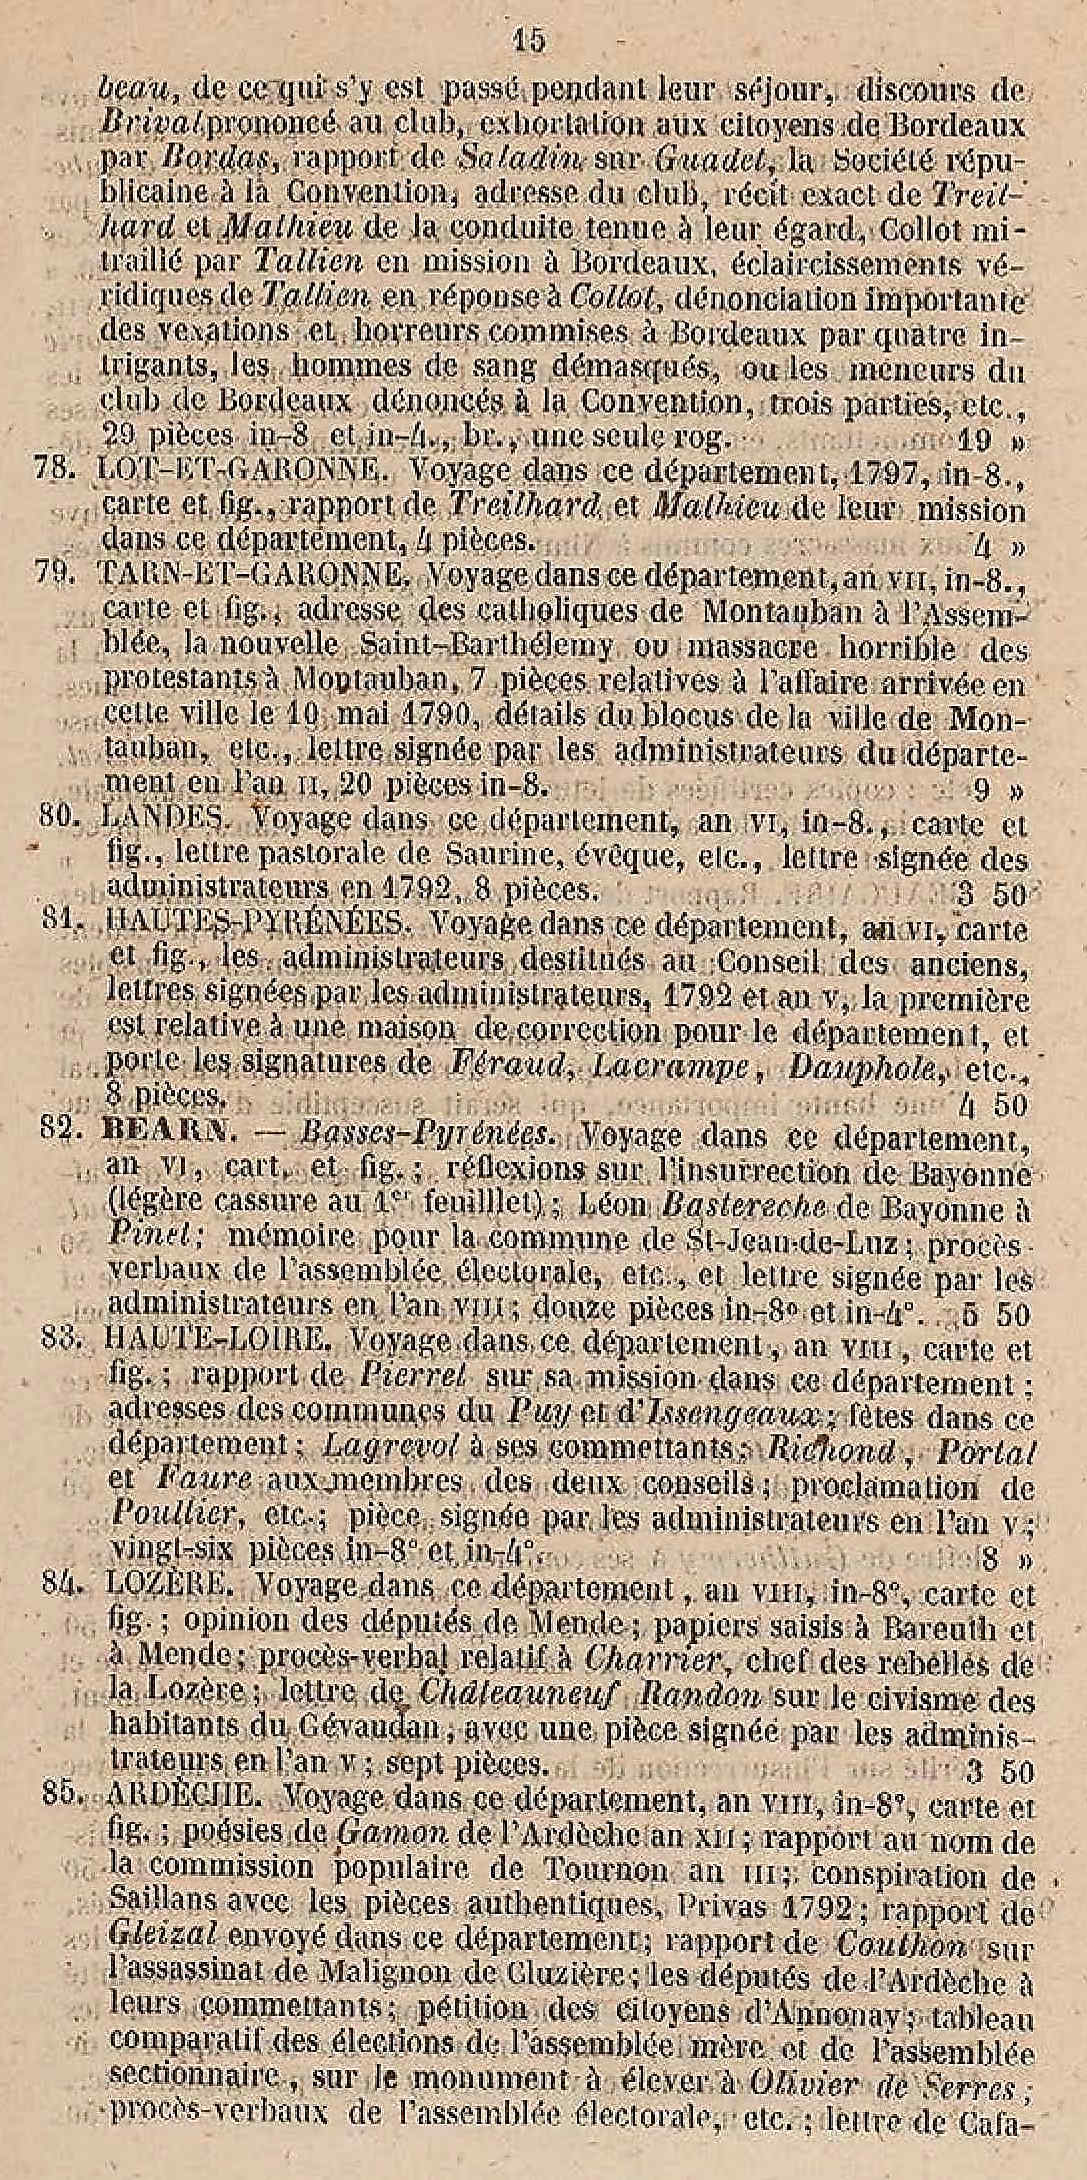 15
beau, de ce qui s'y est passé pendant leur séjour, discours de
Brival prononcé au club, exhortation aux citoyens de Bordeaux
par Bordas, rapport de Saladin sur Guadet, la Société répu-
blicaine à la Convention, adresse du club, récit exact de Treil-
hard et Mathieu de la conduite tenue à leur égard, Collot mi-
traillé par Tallien en mission à Bordeaux, éclaircissements vé-
ridiques de Tallien en réponse à Collot, dénonciation importante
des vexations et horreurs commises à Bordeaux par quatre in-
trigants, les hommes de sang démasqués, ou les meneurs du
club de Bordeaux dénoncés à la Convention, trois parties, etc.,
29 pièces in-8 et in-4., br., une seule rog. 19 »
78. LOT-ET-GARONNE. Voyage dans ce département, 1797, in-8.,
carte et fig., rapport de Treilhard et Mathieu de leur mission
dans ce département, 4 pièces. 4 »
79. TARN-ET-GARONNE. Voyage dans ce département, an VII, in-8.,
carte et fig., adresse des catholiques de Montauban à l'Assem-
blée, la nouvelle Saint-Barthélemy ou massacre horrible des
protestants à Montauban, 7 pièces relatives à l'affaire arrivée en
cette ville le 10 mai 1790, détails du blocus de la ville de Mon-
tauban, etc., lettre signée par les administrateurs du départe-
ment en l'an II, 20 pièces in-8. 9 »
80. LANDES. Voyage dans ce département, an VI, in-8., carte et
fig., lettre pastorale de Saurine, évêque, etc., lettre signée des
administrateurs en 1792, 8 pièces. 3 50
81. HAUTES-PYRÉNÉES. Voyage dans ce département, an VI, carte
et fig., les administrateurs destitués au Conseil des anciens,
lettres signées par les administrateurs, 1792 et an V, la première
est relative à une maison de correction pour le département, et
porte les signatures de Féraud, Lacrampe, Dauphole, etc.,
8 pièces. 4 50
82. BEARN. — Basses-Pyrénées. Voyage dans ce département,
an VI, cart. et fig.; réflexions sur l'insurrection de Bayonne
(légère cassure au 1er feuilllet); Léon Bastereche de Bayonne à
Pinet; mémoire pour la commune de St-Jean-de-Luz; procès-
verbaux de l'assemblée électorale, etc., et lettre signée par les
administrateurs en l'an VIII; douze pièces in-8° et in-4°. 5 50
83. HAUTE-LOIRE. Voyage dans ce département, an VIII, carte et
fig.; rapport de Pierret sur sa mission dans ce département;
adresses des communes du Puy et d'Issengeaux; fêtes dans ce
département; Lagrevol à ses commettants; Richond, Portal
et Faure aux membres des deux conseils; proclamation de
Poullier, etc.; pièce signée par les administrateurs en l'an V;
vingt-six pièces in-8° et in-4°. 8 »
84. LOZÈRE. Voyage dans ce département, an VIII, in-8°, carte et
fig.; opinion des députés de Mende; papiers saisis à Bareuth et
à Mende; procès-verbal relatif à Charrier, chef des rebelles de
la Lozère; lettre de Châteauneuf Randon sur le civisme des
habitants du Gévaudan; avec une pièce signée par les adminis-
trateurs en l'an V; sept pièces. 3 50
85. ARDÈCHE. Voyage dans ce département, an VIII, in-8°, carte et
fig.; poésies de Gamon de l'Ardèche an XII; rapport au nom de
la commission populaire de Tournon an III; conspiration de
Saillans avec les pièces authentiques, Privas 1792; rapport de
Gleizal envoyé dans ce département; rapport de Couthon sur
l'assassinat de Malignon de Gluzière; les députés de l'Ardèche à
leurs commettants; pétition des citoyens d'Annonay; tableau
comparatif des élections de l'assemblée mère et de l'assemblée
sectionnaire, sur le monument à élever à Olivier de Serres;
procès-verbaux de l'assemblée électorale, etc.; lettre de Cafa-